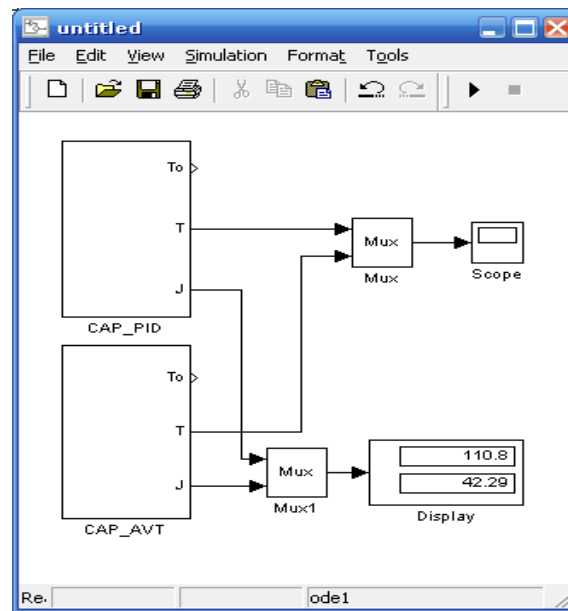 untitled
File Edit View Simulation Format Tools
To
T
J
CAP_PID
Mux
Mux
Scope
To
T
J
CAP_AVT
Mux
Mux1
110.8
42.29
Display
Re. ode1